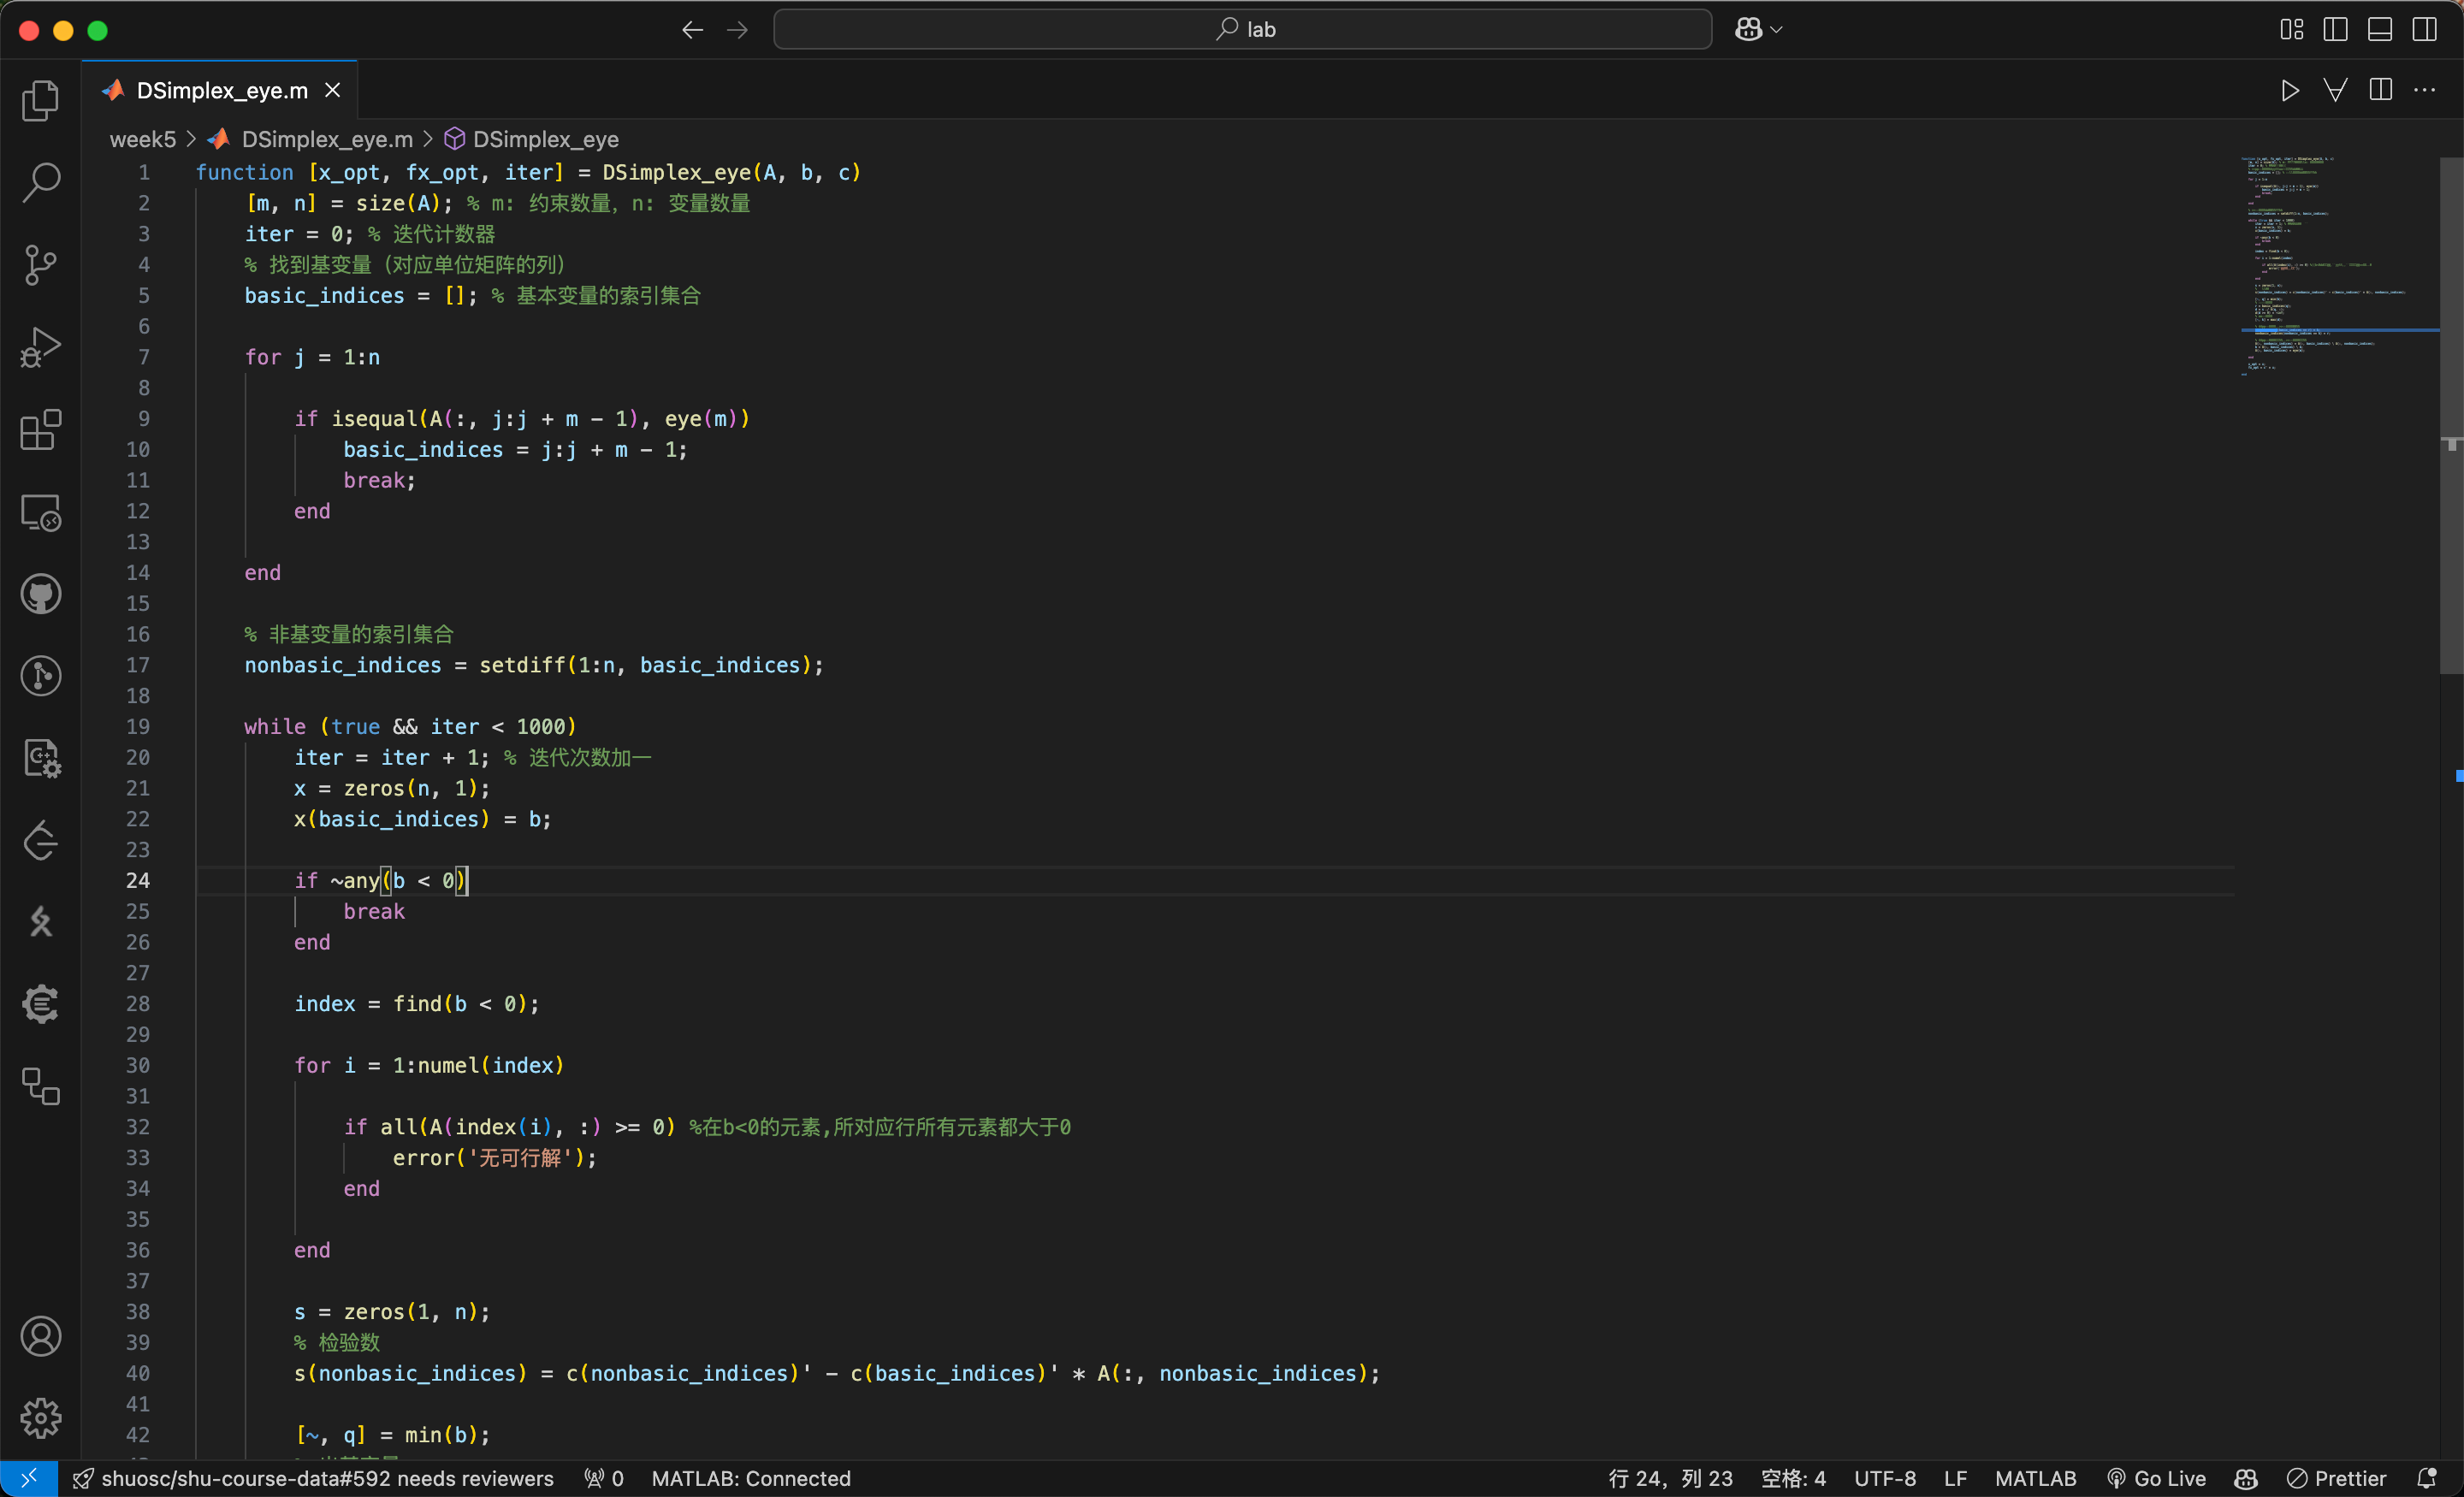 lab
DSimplex_eye.m
week5 > DSimplex_eye.m > DSimplex_eye
1 function [x_opt, fx_opt, iter] = DSimplex_eye(A, b, c)
2 [m, n] = size(A); % m: 约束数量，n: 变量数量
3 iter = 0; % 迭代计数器
4 % 找到基变量（对应单位矩阵的列）
5 basic_indices = []; % 基本变量的索引集合
6
7 for j = 1:n
8
9 if isequal(A(:, j:j + m - 1), eye(m))
10 basic_indices = j:j + m - 1;
11 break;
12 end
13
14 end
15
16 % 非基变量的索引集合
17 nonbasic_indices = setdiff(1:n, basic_indices);
18
19 while (true && iter < 1000)
20 iter = iter + 1; % 迭代次数加一
21 x = zeros(n, 1);
22 x(basic_indices) = b;
23
24 if ~any(b < 0)
25 break
26 end
27
28 index = find(b < 0);
29
30 for i = 1:numel(index)
31
32 if all(A(index(i), :) >= 0) %在b<0的元素,所对应行所有元素都大于0
33 error('无可行解');
34 end
35
36 end
37
38 s = zeros(1, n);
39 % 检验数
40 s(nonbasic_indices) = c(nonbasic_indices)' - c(basic_indices)' * A(:, nonbasic_indices);
41
42 [~, q] = min(b);
shuosc/shu-course-data#592 needs reviewers 0 MATLAB: Connected 行 24，列 23 空格: 4 UTF-8 LF MATLAB Go Live Prettier